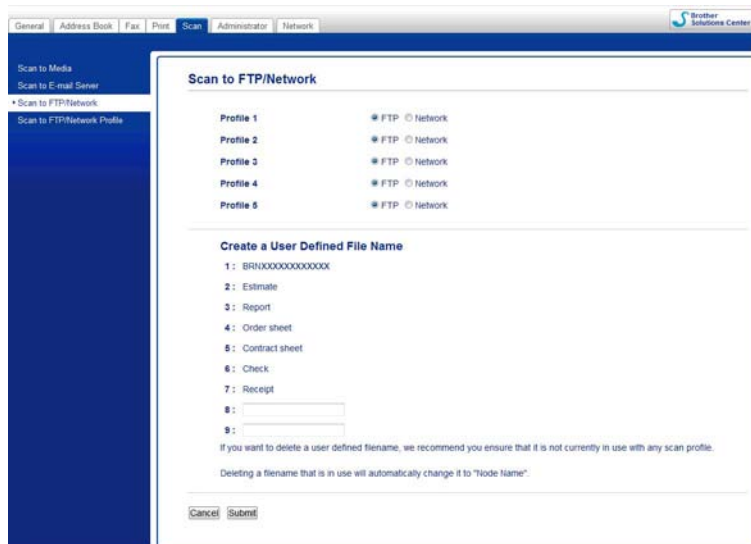 General Address Book Fax Print Scan Administrator Network
Brother
Solutions Center
Scan to Media
Scan to E-mail Server
Scan to FTP/Network
Scan to FTP/Network Profile
Scan to FTP/Network
Profile 1 FTP Network
Profile 2 FTP Network
Profile 3 FTP Network
Profile 4 FTP Network
Profile 5 FTP Network
Create a User Defined File Name
1 : BRNXXXXXXXXXXXX
2 : Estimate
3 : Report
4 : Order sheet
5 : Contract sheet
6 : Check
7 : Receipt
8 :
9 :
If you want to delete a user defined filename, we recommend you ensure that it is not currently in use with any scan profile.
Deleting a filename that is in use will automatically change it to "Node Name".
Cancel Submit